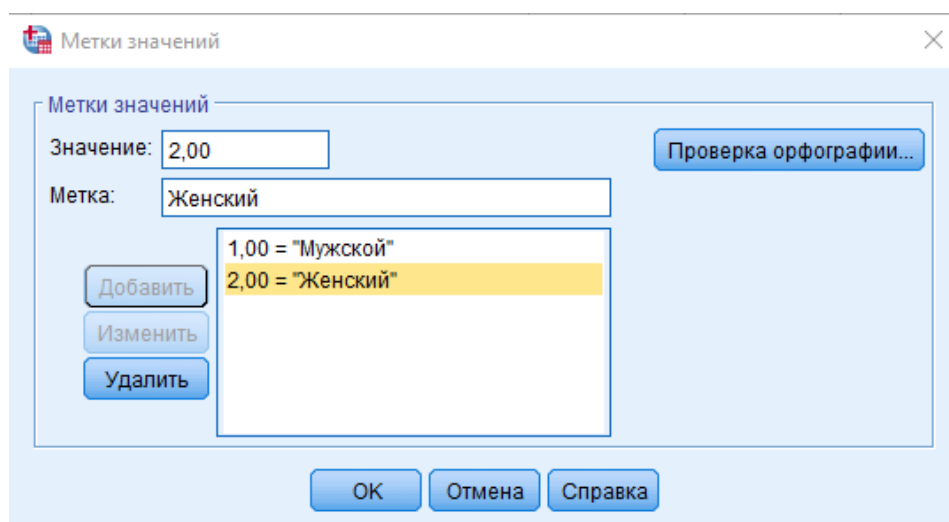 Метки значений
Метки значений
Значение: 2,00
Проверка орфографии...
Метка: Женский
1,00 = "Мужской"
2,00 = "Женский"
Добавить
Изменить
Удалить
OK Отмена Справка